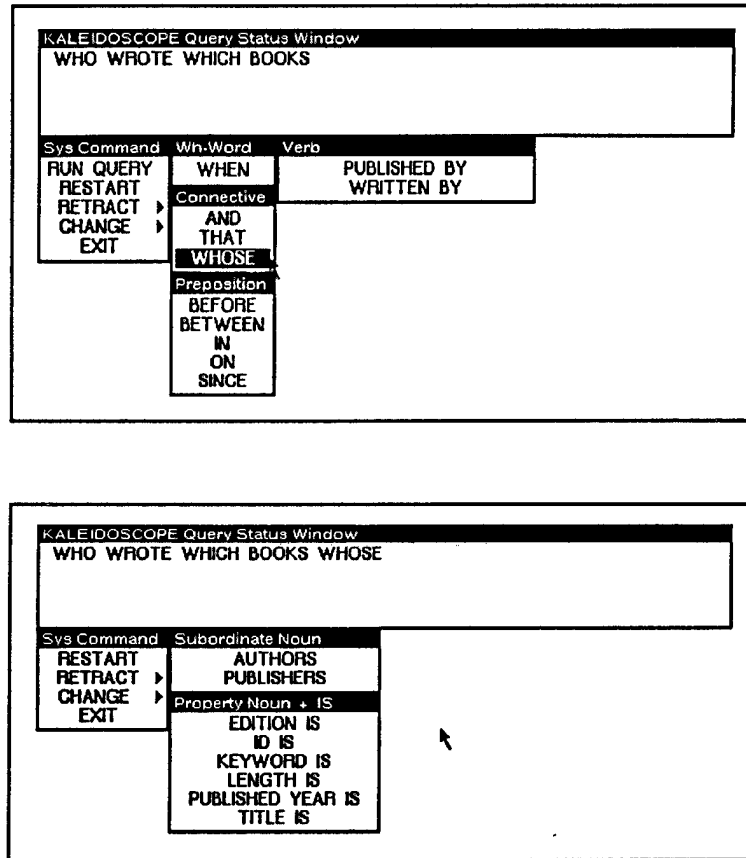 KALEIDOSCOPE Query Status Window
WHO WROTE WHICH BOOKS
Sys Command
RUN QUERY
RESTART
RETRACT
CHANGE
EXIT
Wh-Word
WHEN
Connective
AND
THAT
WHOSE
Preposition
BEFORE
BETWEEN
IN
ON
SINCE
Verb
PUBLISHED BY
WRITTEN BY
KALEIDOSCOPE Query Status Window
WHO WROTE WHICH BOOKS WHOSE
Sys Command
RESTART
RETRACT
CHANGE
EXIT
Subordinate Noun
AUTHORS
PUBLISHERS
Property Noun + IS
EDITION IS
ID IS
KEYWORD IS
LENGTH IS
PUBLISHED YEAR IS
TITLE IS